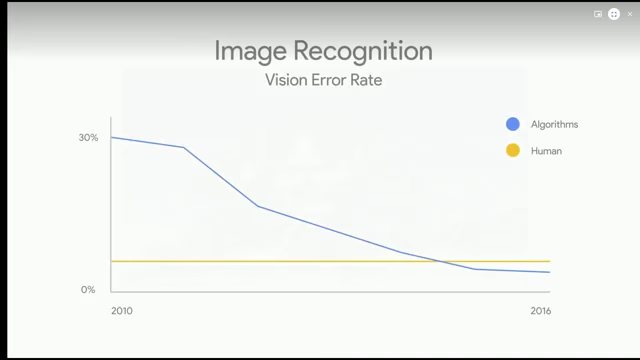 Image Recognition
Vision Error Rate
Algorithms
30%
Human
0%
2010
2016